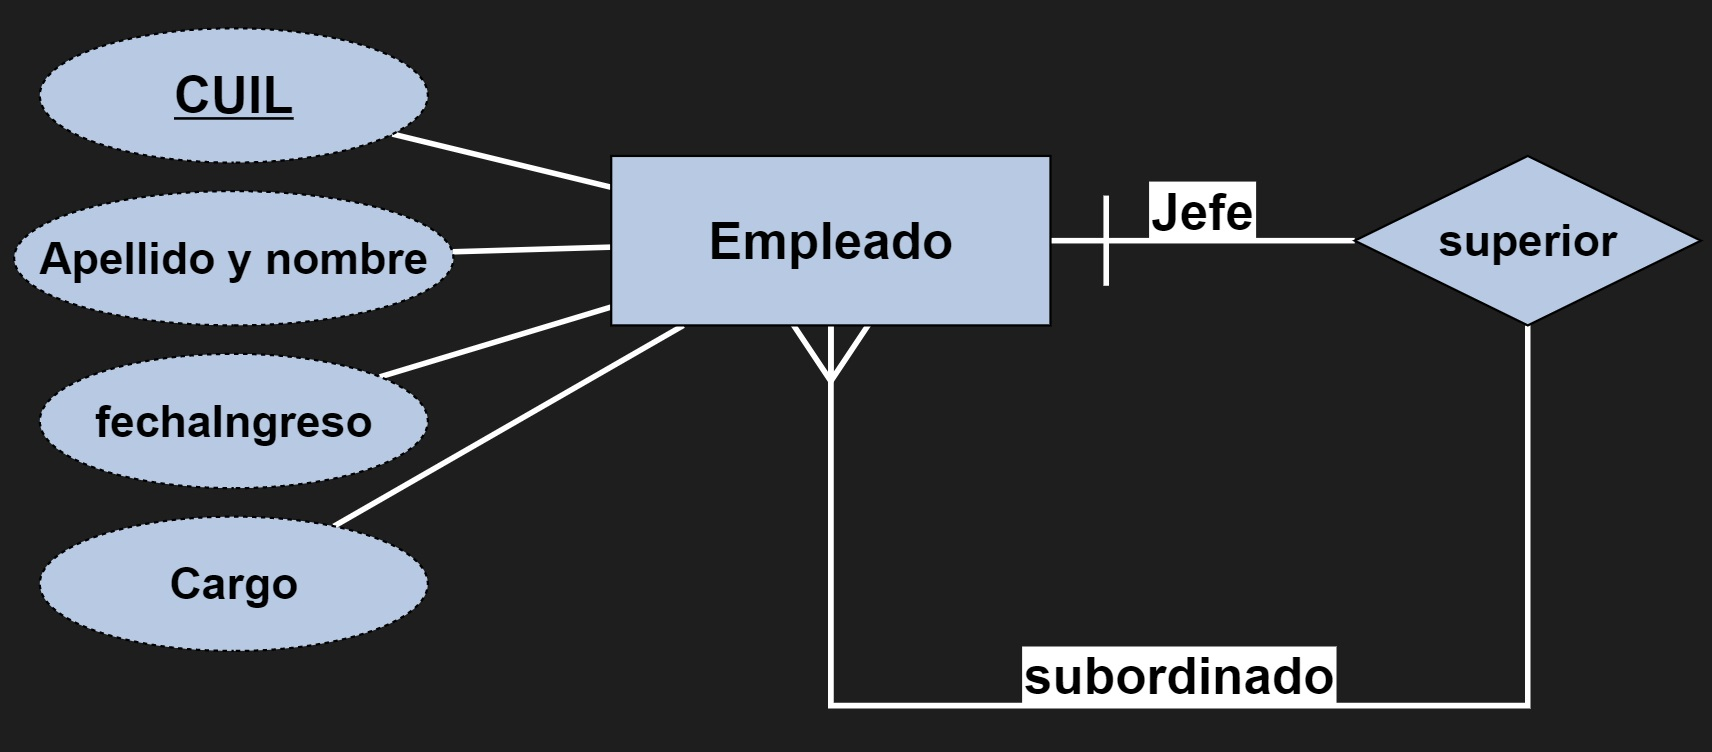 CUIL
Apellido y nombre
fechaIngreso
Cargo
Empleado
Jefe
superior
subordinado